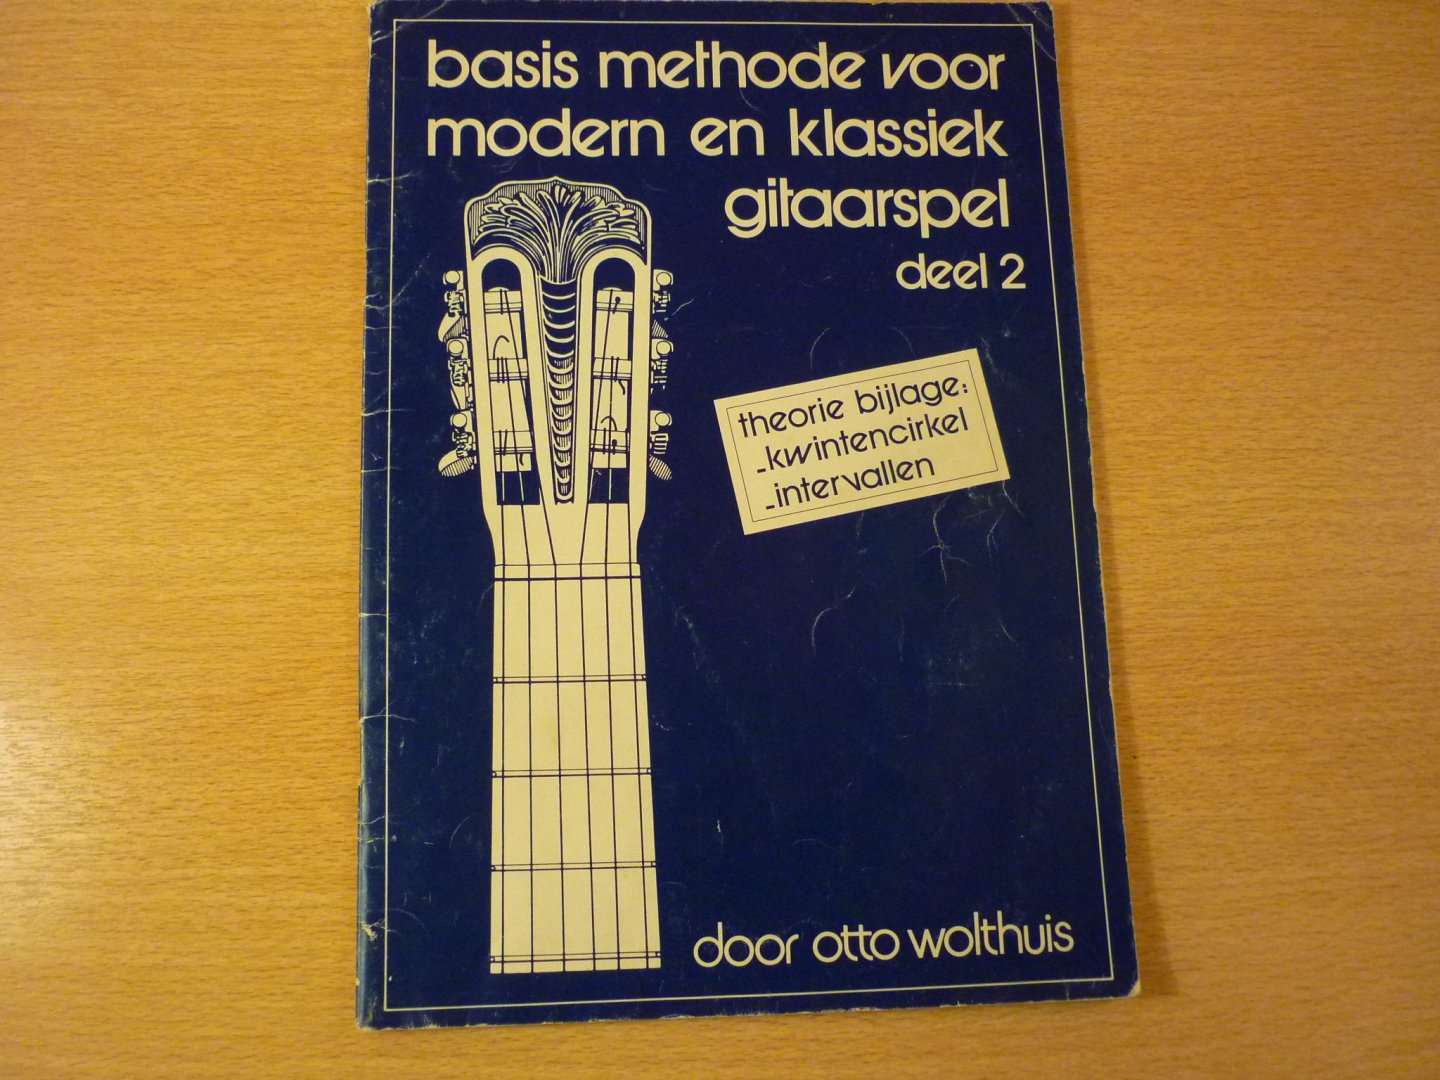 basis methode voor
modern en klassiek
gitaarspel
deel 2
theorie bijlage:
-kwintencirkel
-intervallen
door otto wolthuis